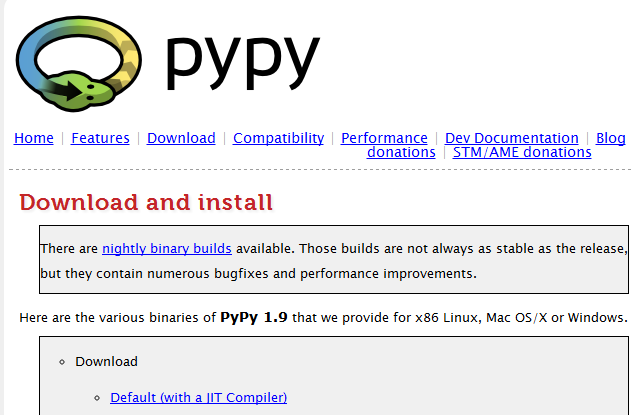 pypy
Home | Features | Download | Compatibility | Performance | Dev Documentation | Blog
donations | STM/AME donations
Download and install
There are nightly binary builds available. Those builds are not always as stable as the release,
but they contain numerous bugfixes and performance improvements.
Here are the various binaries of PyPy 1.9 that we provide for x86 Linux, Mac OS/X or Windows.
Download
Default (with a JIT Compiler)